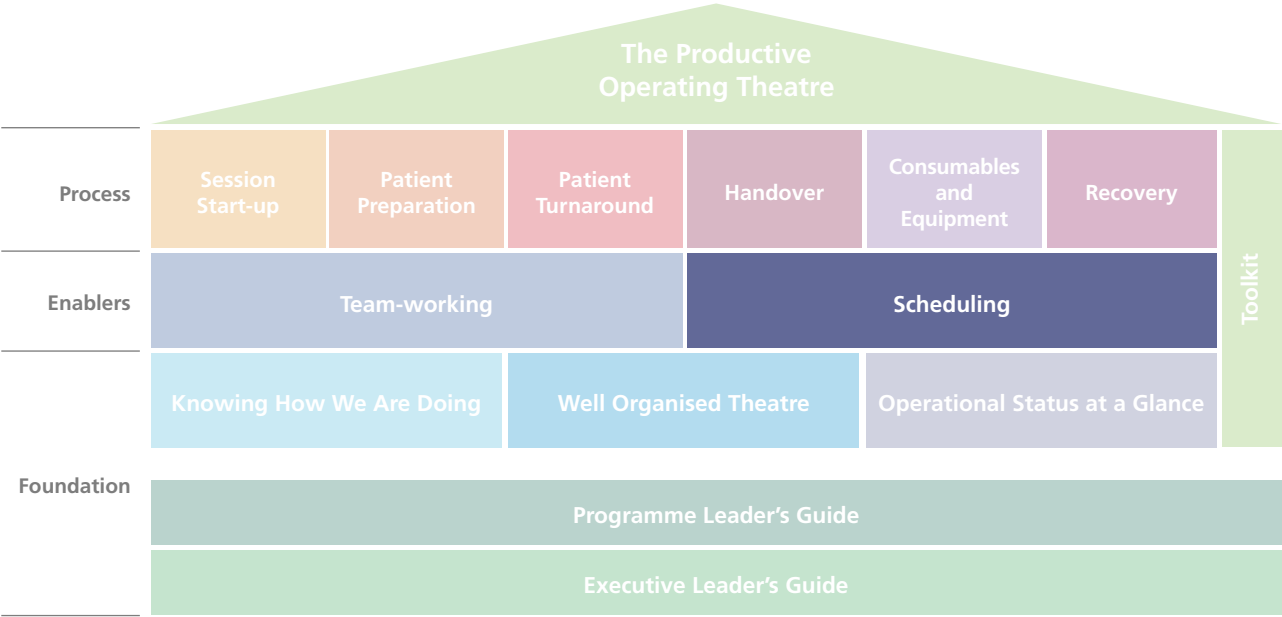 The Productive
Operating Theatre
Process
Session
Start-up
Patient
Preparation
Patient
Turnaround
Handover
Consumables
and
Equipment
Recovery
Toolkit
Enablers
Team-working
Scheduling
Foundation
Knowing How We Are Doing
Well Organised Theatre
Operational Status at a Glance
Programme Leader's Guide
Executive Leader's Guide